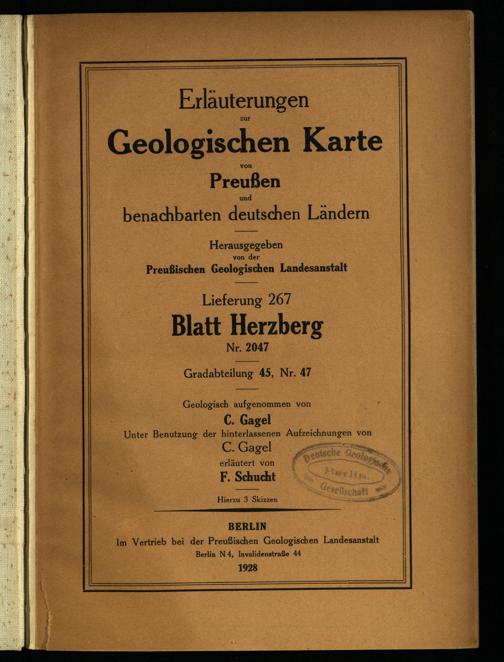 Erläuterungen
zur
Geologischen Karte
von
Preußen
und
benachbarten deutschen Ländern
Herausgegeben
von der
Preußischen Geologischen Landesanstalt
Lieferung 267
Blatt Herzberg
Nr. 2047
Gradabteilung 45, Nr. 47
Geologisch aufgenommen von
C. Gagel
Unter Benutzung der hinterlassenen Aufzeichnungen von
C. Gagel
erläutert von
F. Schucht
Hierzu 3 Skizzen
Deutsche Geologische
Berlin
Gesellschaft
BERLIN
Im Vertrieb bei der Preußischen Geologischen Landesanstalt
Berlin N 4, Invalidenstraße 44
1928